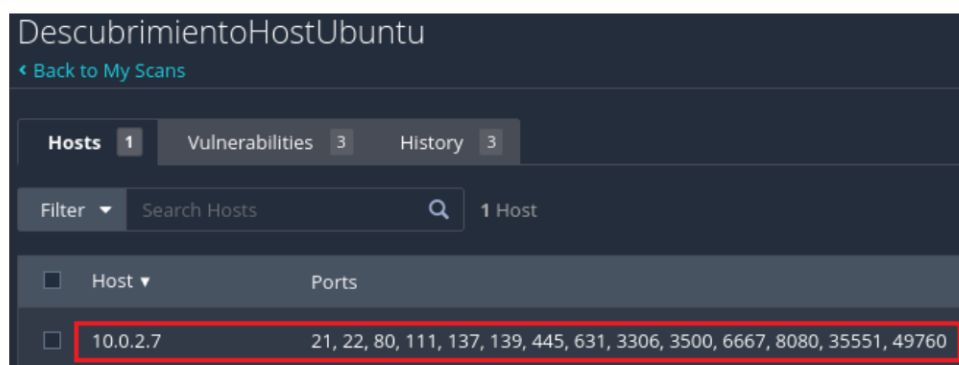 DescubrimientoHostUbuntu
‹ Back to My Scans
Hosts 1 Vulnerabilities 3 History 3
Filter Search Hosts 1 Host
Host Ports
10.0.2.7 21, 22, 80, 111, 137, 139, 445, 631, 3306, 3500, 6667, 8080, 35551, 49760